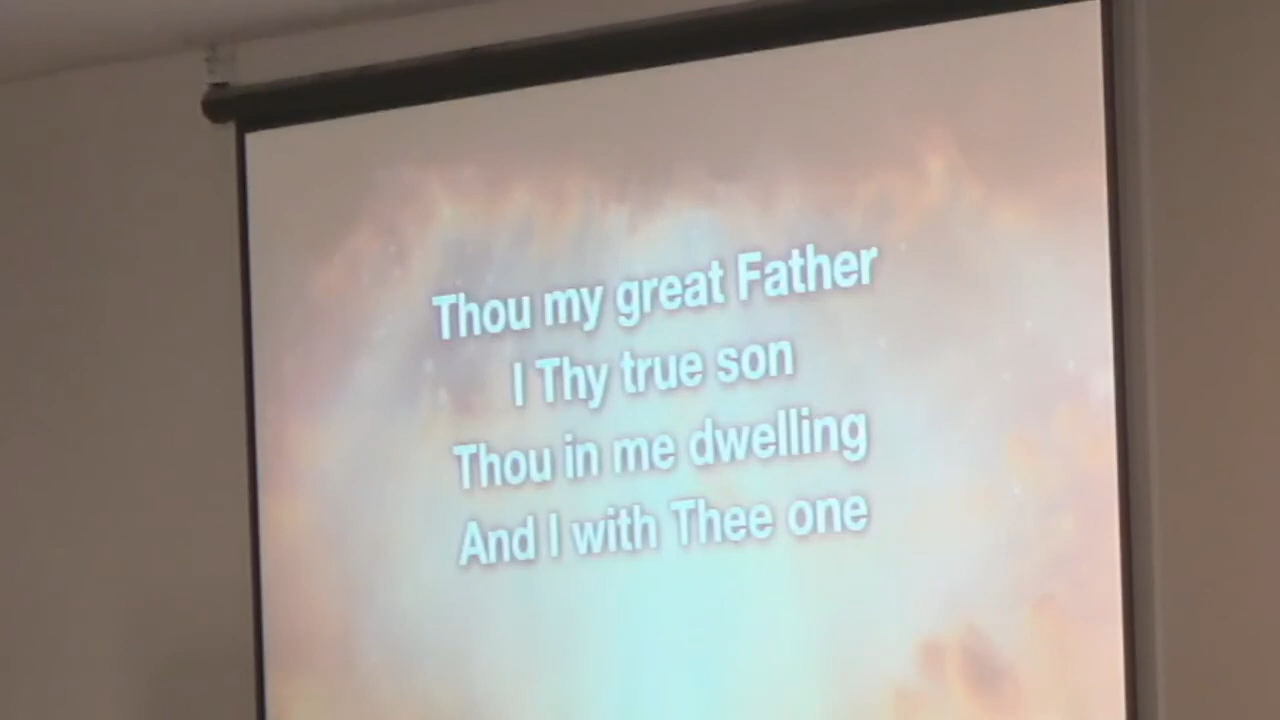 Thou my great Father
I Thy true son
Thou in me dwelling
And I with Thee one